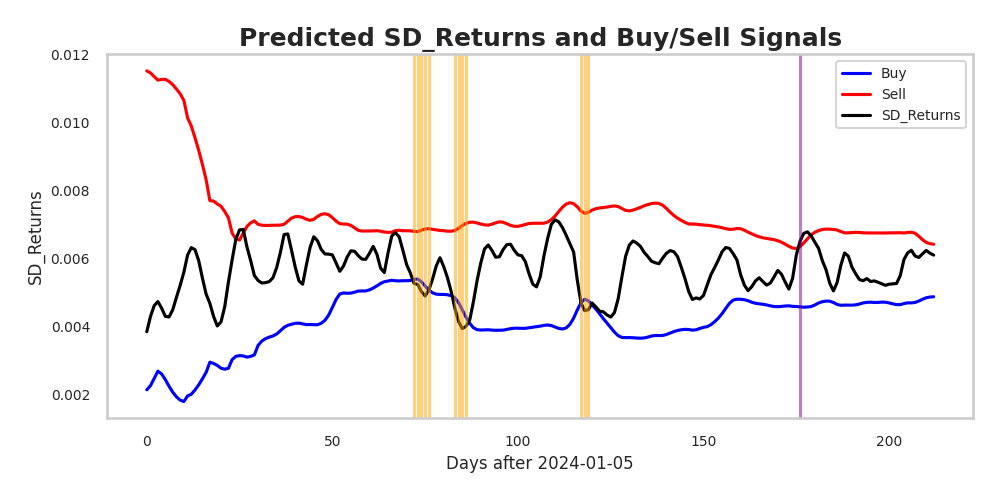 Predicted SD_Returns and Buy/Sell Signals
SD_Returns
0.012
0.010
0.008
0.006
0.004
0.002
Buy
Sell
SD_Returns
0 50 100 150 200
Days after 2024-01-05